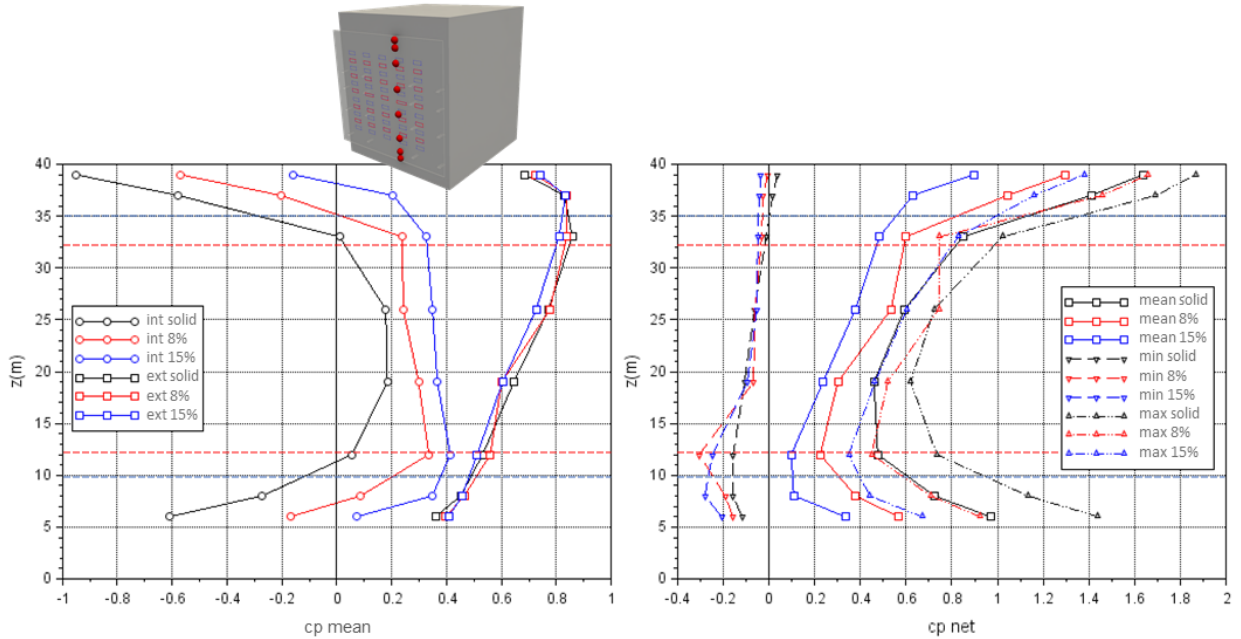 40
35
30
25
20
15
10
5
0
z(m)
int solid
int 8%
int 15%
ext solid
ext 8%
ext 15%
-1
-0.8
-0.6
-0.4
-0.2
0
0.2
0.4
0.6
0.8
1
cp mean
40
35
30
25
20
15
10
5
0
z(m)
mean solid
mean 8%
mean 15%
min solid
min 8%
min 15%
max solid
max 8%
max 15%
-0.4
-0.2
0
0.2
0.4
0.6
0.8
1
1.2
1.4
1.6
1.8
2
cp net